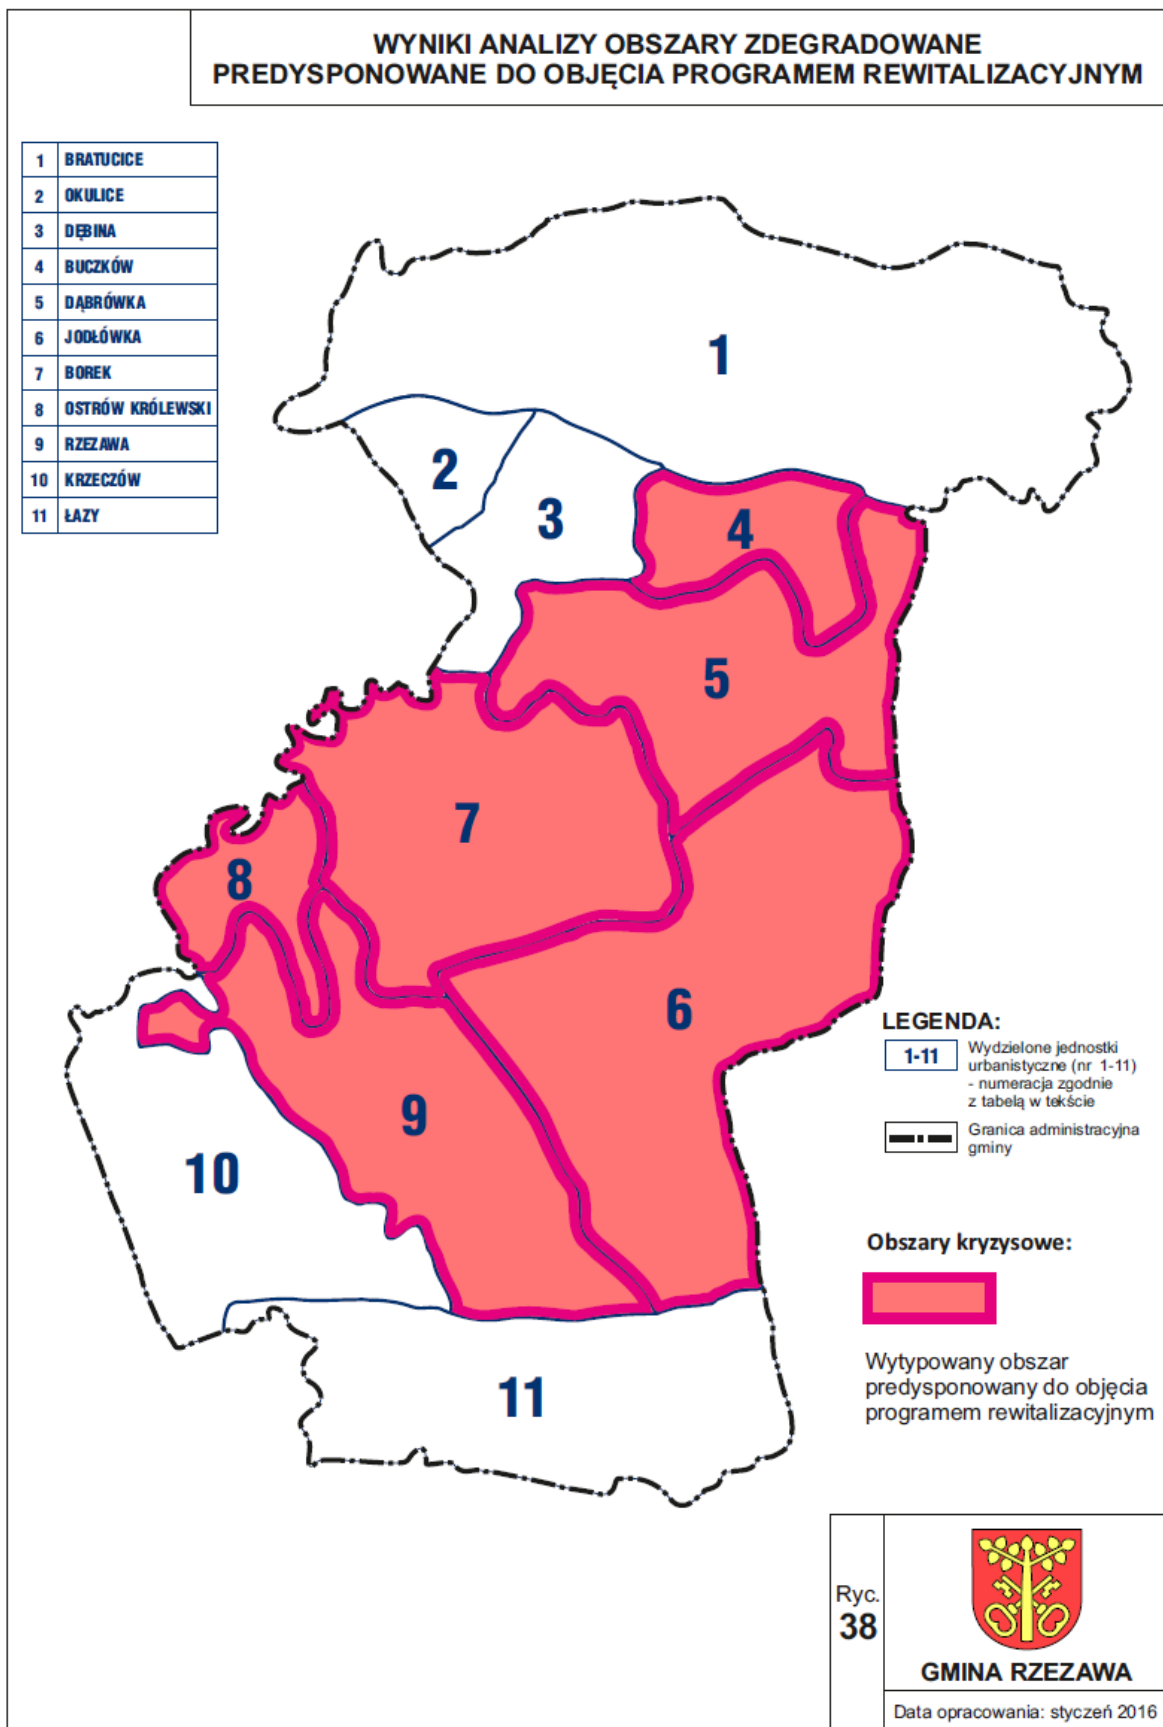 WYNIKI ANALIZY OBSZARY ZDEGRADOWANE
PREDYSPONOWANE DO OBJĘCIA PROGRAMEM REWITALIZACYJNYM
1 BRATUCICE
2 OKULICE
3 DĘBINA
4 BUCZKÓW
5 DĄBRÓWKA
6 JODŁÓWKA
7 BOREK
8 OSTRÓW KRÓLEWSKI
9 RZEZAWA
10 KRZECZÓW
11 ŁAZY
1
2
3
4
5
7
8
6
9
10
11
LEGENDA:
1-11 Wydzielone jednostki
urbanistyczne (nr 1-11)
- numeracja zgodnie
z tabelą w tekście
Granica administracyjna
gminy
Obszary kryzysowe:
Wytypowany obszar
predysponowany do objęcia
programem rewitalizacyjnym
Ryc.
38
GMINA RZEZAWA
Data opracowania: styczeń 2016